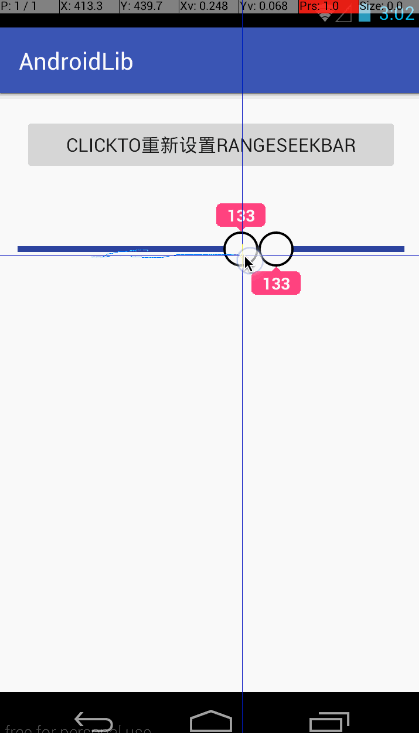 P: 1 / 1 X: 413.3 Y: 439.7 Xv: 0.248 Yv: 0.068 Prs: 1.0 Size: 0.0
3:02
AndroidLib
CLICKTO重新设置RANGESEEKBAR
133
133
free for personal use